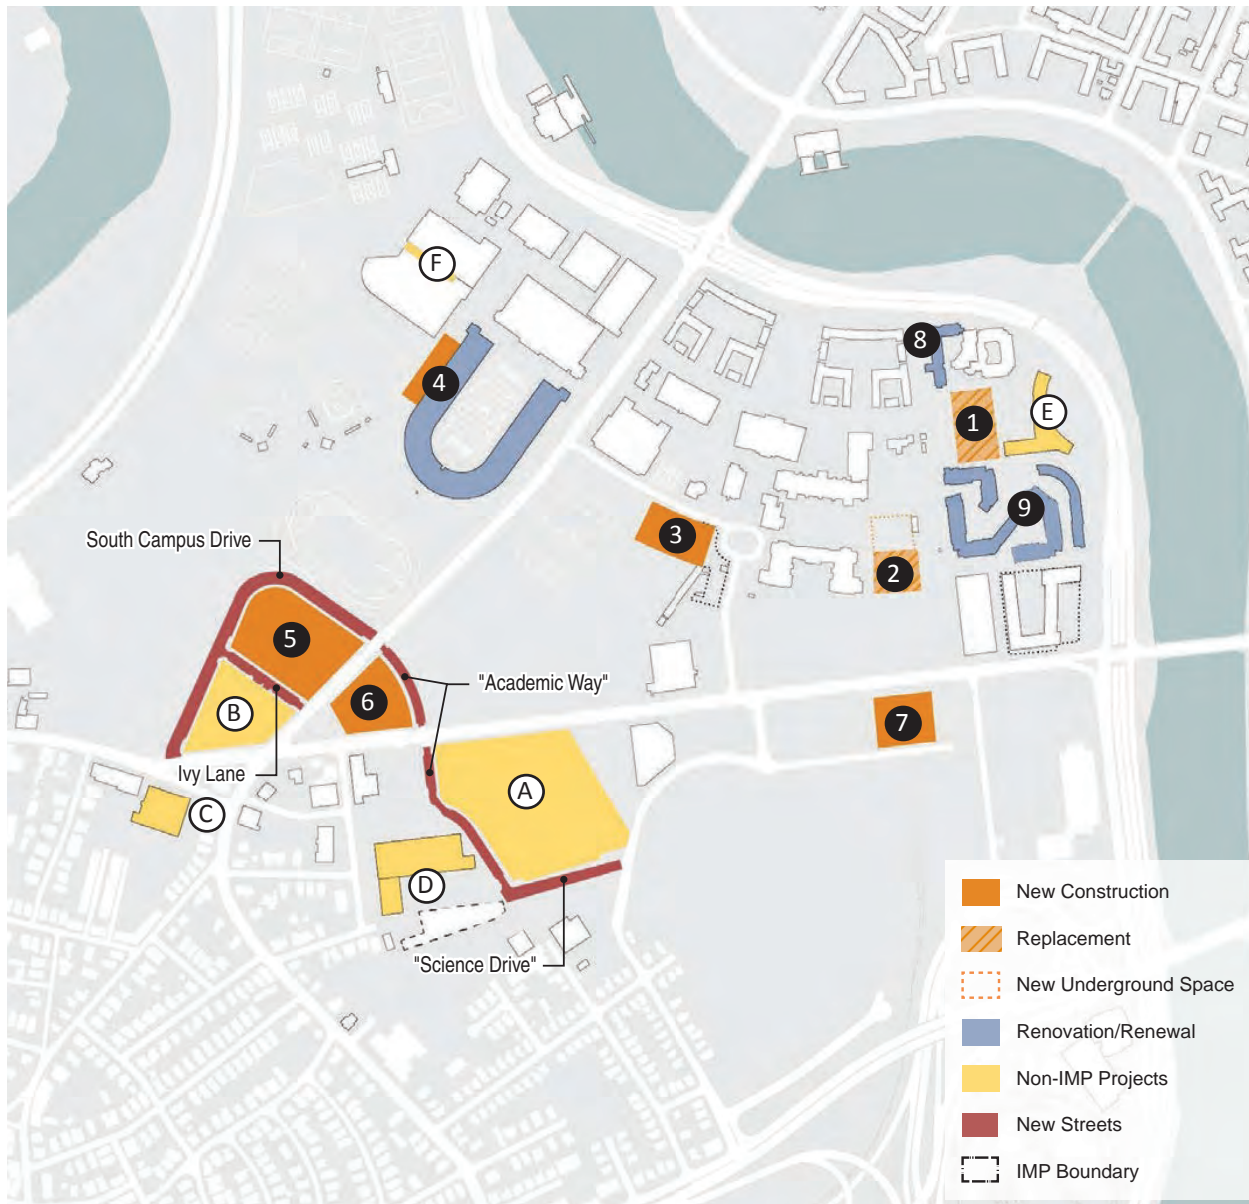 F
8
4
1
E
9
3
2
South Campus Drive
5
"Academic Way"
6
B
7
Ivy Lane
A
C
D
"Science Drive"
New Construction
Replacement
New Underground Space
Renovation/Renewal
Non-IMP Projects
New Streets
IMP Boundary